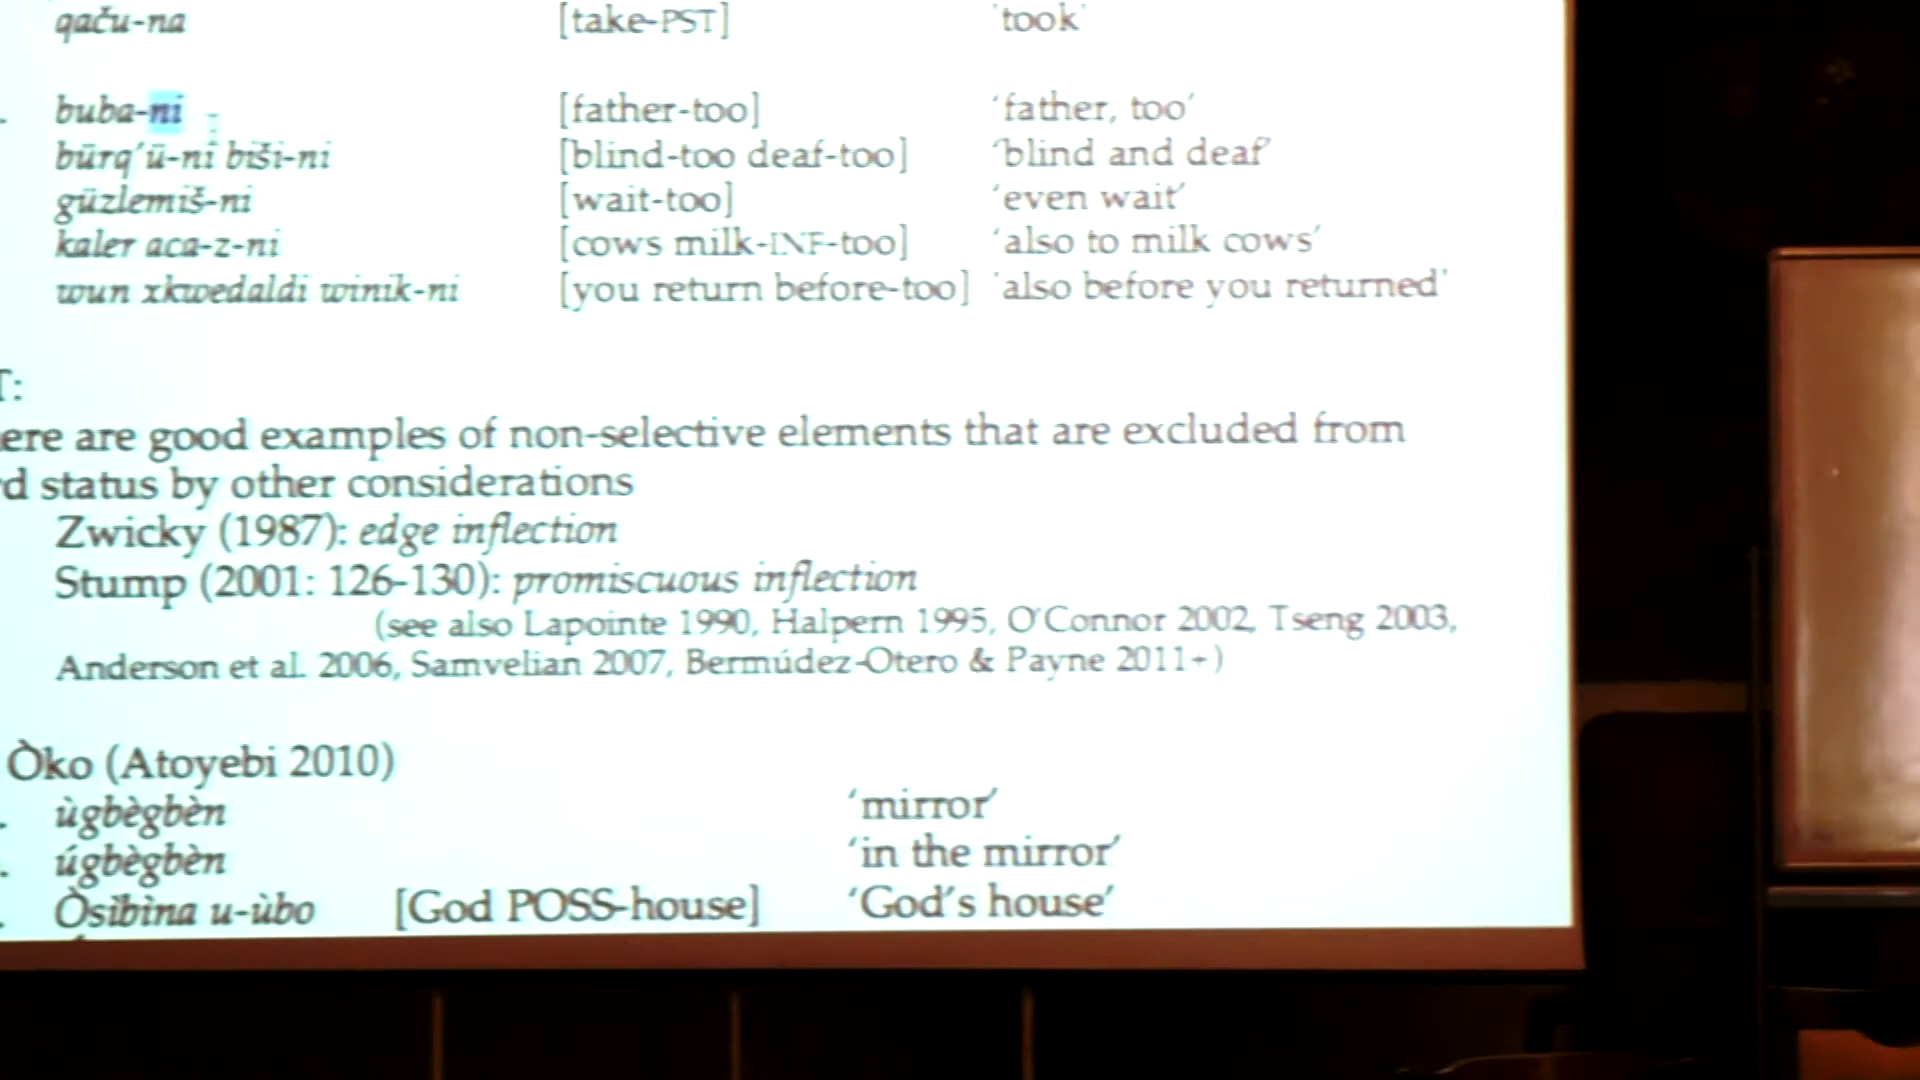 qaču-na [take-PST] 'took'
. buba-ni [father-too] 'father, too'
bürq'ü-ni biši-ni [blind-too deaf-too] 'blind and deaf'
güzlemiš-ni [wait-too] 'even wait'
kaler aca-z-ni [cows milk-INF-too] 'also to milk cows'
wun xkwedaldi winik-ni [you return before-too] 'also before you returned'
T:
ere are good examples of non-selective elements that are excluded from
d status by other considerations
Zwicky (1987): edge inflection
Stump (2001: 126-130): promiscuous inflection
(see also Lapointe 1990, Halpern 1995, O'Connor 2002, Tseng 2003,
Anderson et al. 2006, Samvelian 2007, Bermúdez-Otero & Payne 2011+)
Òko (Atoyebi 2010)
. ùgbègbèn 'mirror'
. úgbègbèn 'in the mirror'
. u-ùbo [God POSS-house] 'God's house'